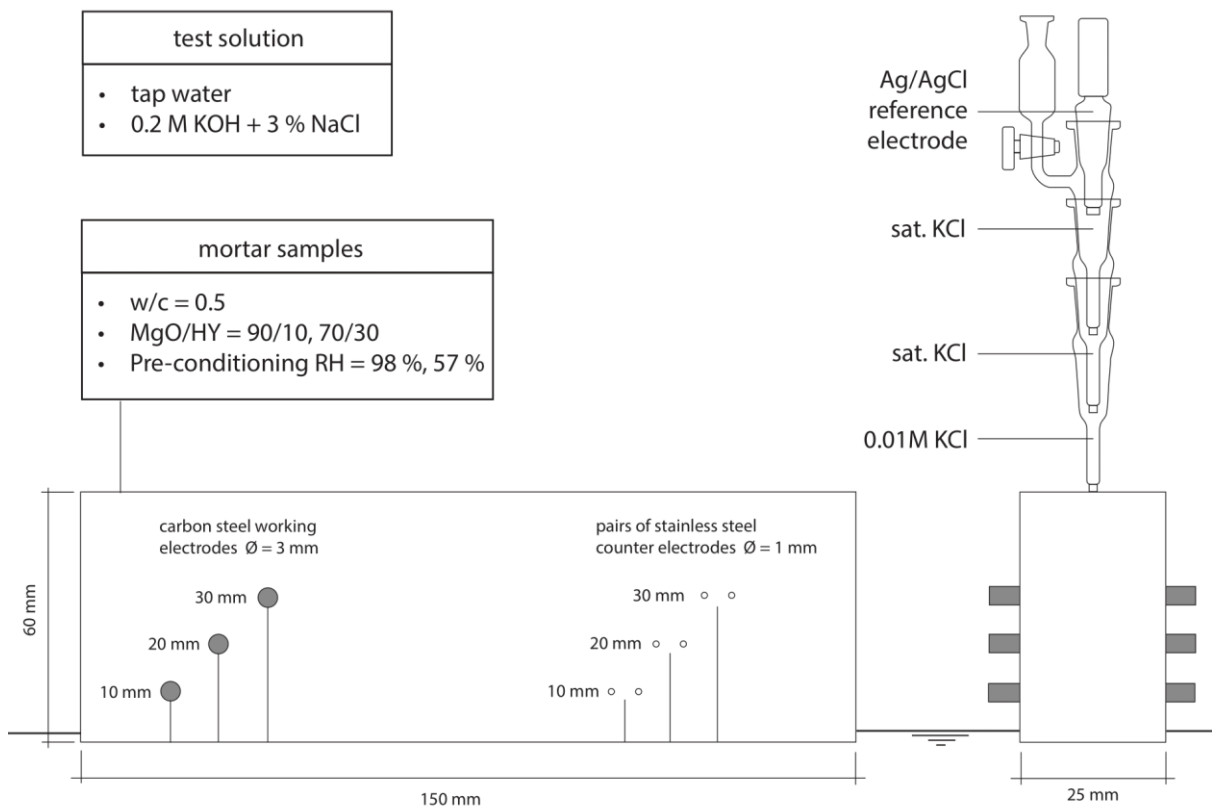 test solution
• tap water
• 0.2 M KOH + 3 % NaCl
mortar samples
• w/c = 0.5
• MgO/HY = 90/10, 70/30
• Pre-conditioning RH = 98 %, 57 %
Ag/AgCl
reference
electrode
sat. KCl
sat. KCl
0.01M KCl
carbon steel working
electrodes Ø = 3 mm
30 mm
20 mm
10 mm
pairs of stainless steel
counter electrodes Ø = 1 mm
30 mm
20 mm
10 mm
60 mm
150 mm
25 mm